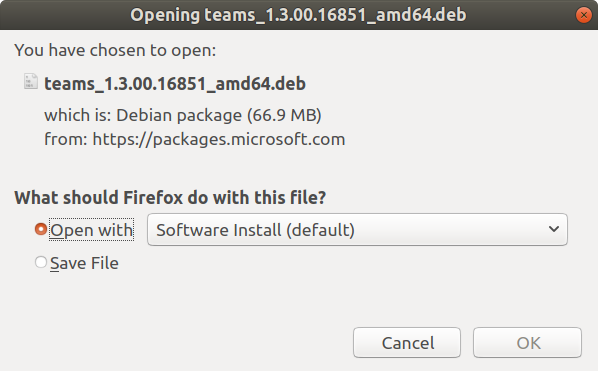 Opening teams_1.3.00.16851_amd64.deb
You have chosen to open:
teams_1.3.00.16851_amd64.deb
which is: Debian package (66.9 MB)
from: https://packages.microsoft.com
What should Firefox do with this file?
Open with Software Install (default)
Save File
Cancel OK